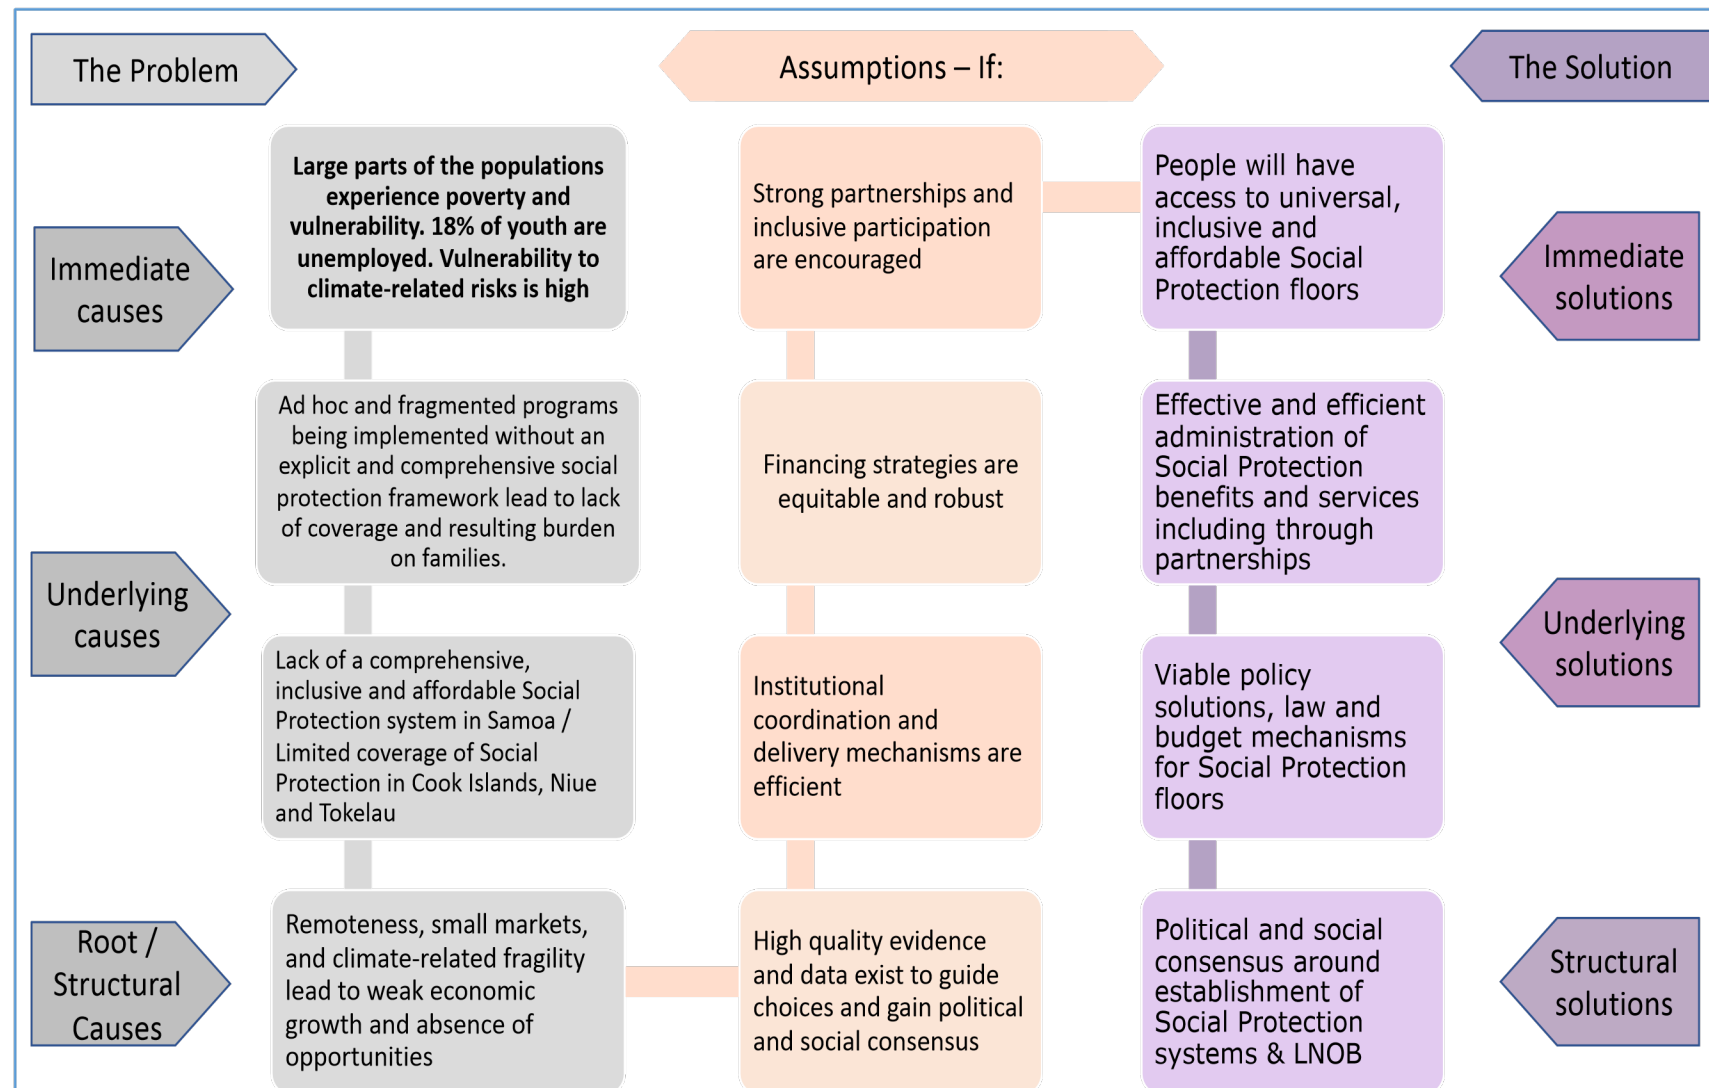 The Problem
Assumptions – If:
The Solution
Immediate
causes
Large parts of the populations
experience poverty and
vulnerability. 18% of youth are
unemployed. Vulnerability to
climate-related risks is high
Strong partnerships and
inclusive participation
are encouraged
People will have
access to universal,
inclusive and
affordable Social
Protection floors
Immediate
solutions
Ad hoc and fragmented programs
being implemented without an
explicit and comprehensive social
protection framework lead to lack
of coverage and resulting burden
on families.
Financing strategies are
equitable and robust
Effective and efficient
administration of
Social Protection
benefits and services
including through
partnerships
Underlying
causes
Lack of a comprehensive,
inclusive and affordable Social
Protection system in Samoa /
Limited coverage of Social
Protection in Cook Islands, Niue
and Tokelau
Institutional
coordination and
delivery mechanisms are
efficient
Viable policy
solutions, law and
budget mechanisms
for Social Protection
floors
Underlying
solutions
Root /
Structural
Causes
Remoteness, small markets,
and climate-related fragility
lead to weak economic
growth and absence of
opportunities
High quality evidence
and data exist to guide
choices and gain political
and social consensus
Political and social
consensus around
establishment of
Social Protection
systems & LNOB
Structural
solutions